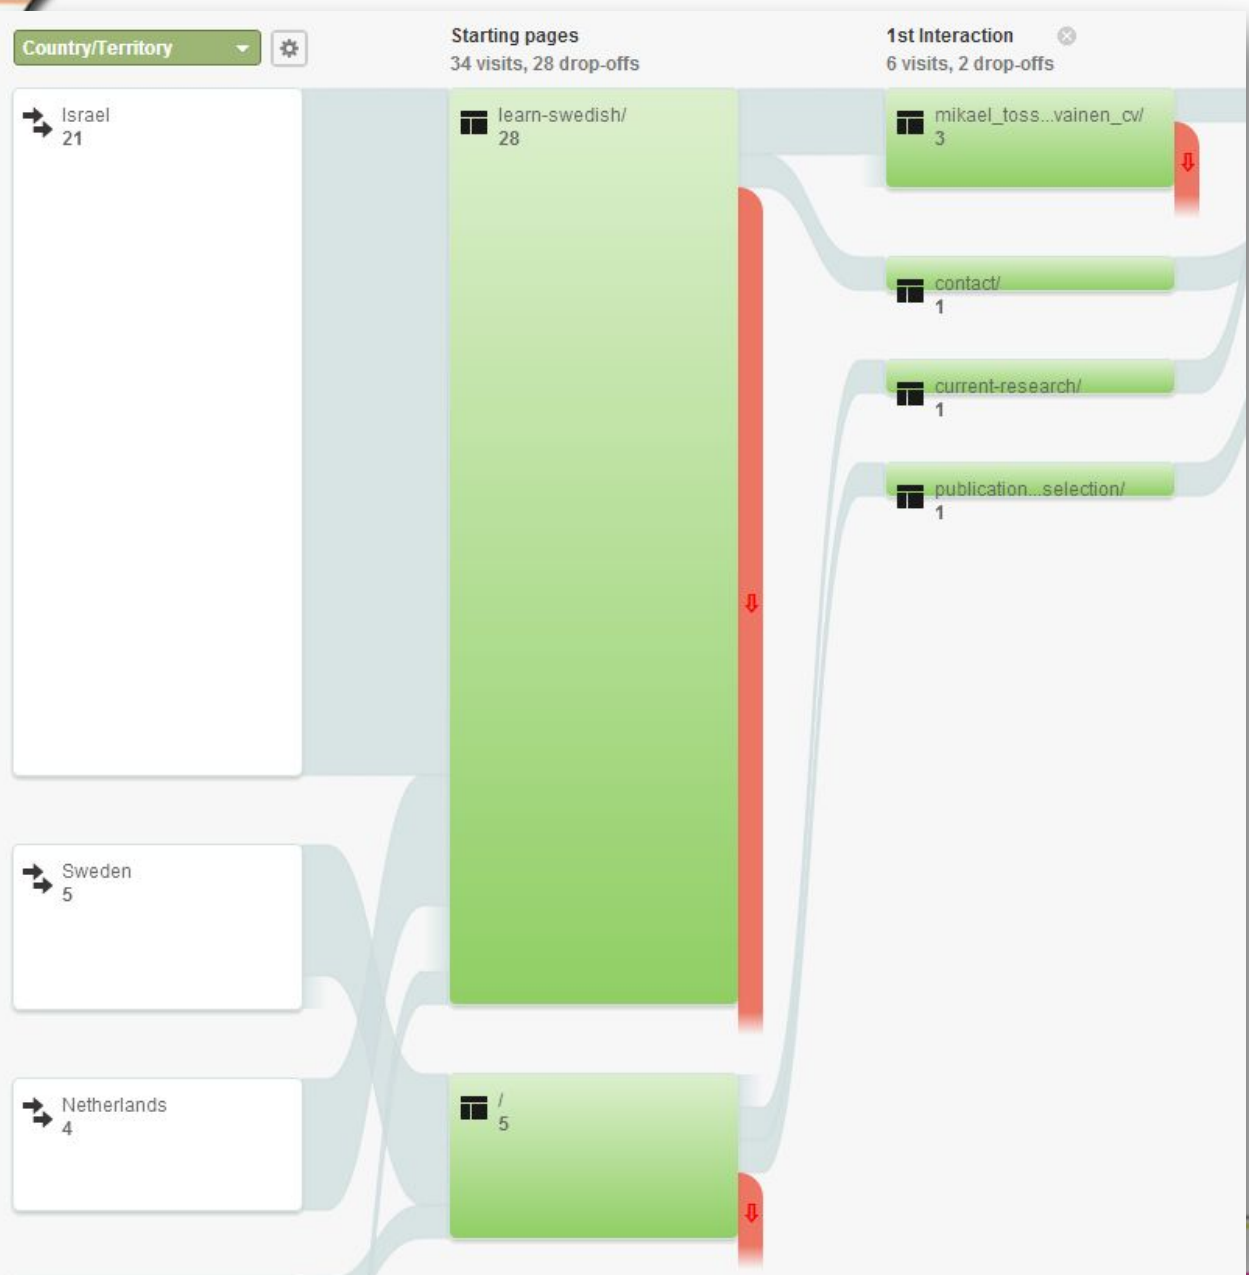 Country/Territory
Starting pages
34 visits, 28 drop-offs
1st Interaction
6 visits, 2 drop-offs
Israel
21
learn-swedish/
28
mikael_toss...vainen_cv/
3
contact/
1
current-research/
1
publication...selection/
1
Sweden
5
Netherlands
4
/
5